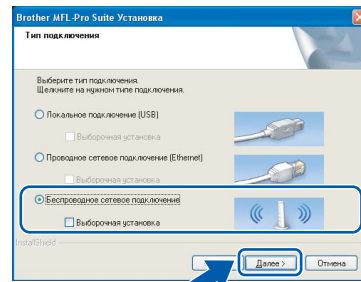 Brother MFL-Pro Suite Установка
Тип подключения
Выберите тип подключения.
Щелкните на нужном типе подключения.
Локальное подключение (USB)
Выборочная установка
Проводное сетевое подключение (Ethernet)
Выборочная установка
Беспроводное сетевое подключение
Выборочная установка
InstallShield
Далее >
Отмена